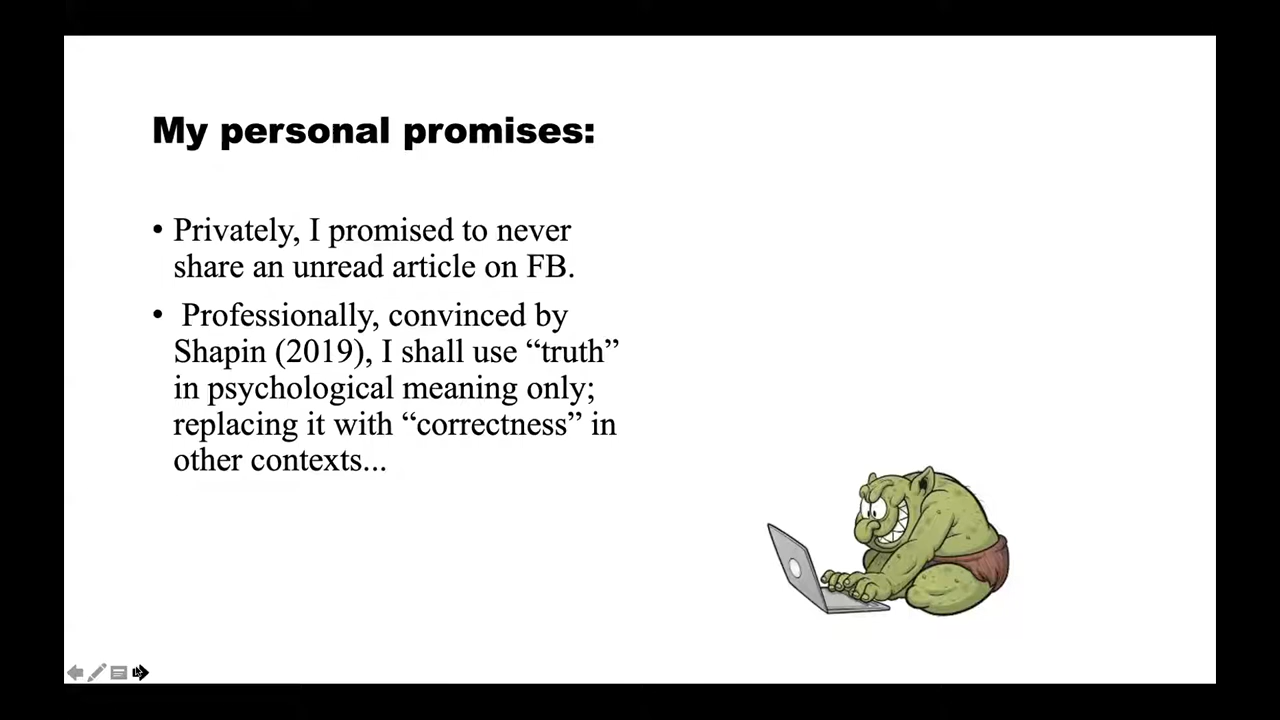 My personal promises:
• Privately, I promised to never
share an unread article on FB.
• Professionally, convinced by
Shapin (2019), I shall use “truth”
in psychological meaning only;
replacing it with “correctness” in
other contexts...